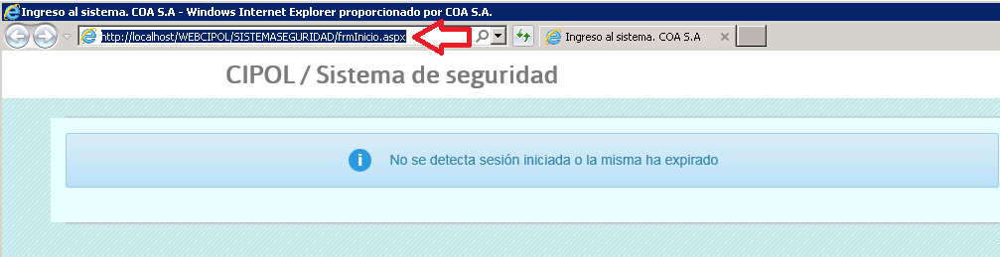 Ingreso al sistema. COA S.A - Windows Internet Explorer proporcionado por COA S.A.
http://localhost/WEBCIPOL/SISTEMASEGURIDAD/frmInicio.aspx
Ingreso al sistema. COA S.A
CIPOL / Sistema de seguridad
No se detecta sesión iniciada o la misma ha expirado